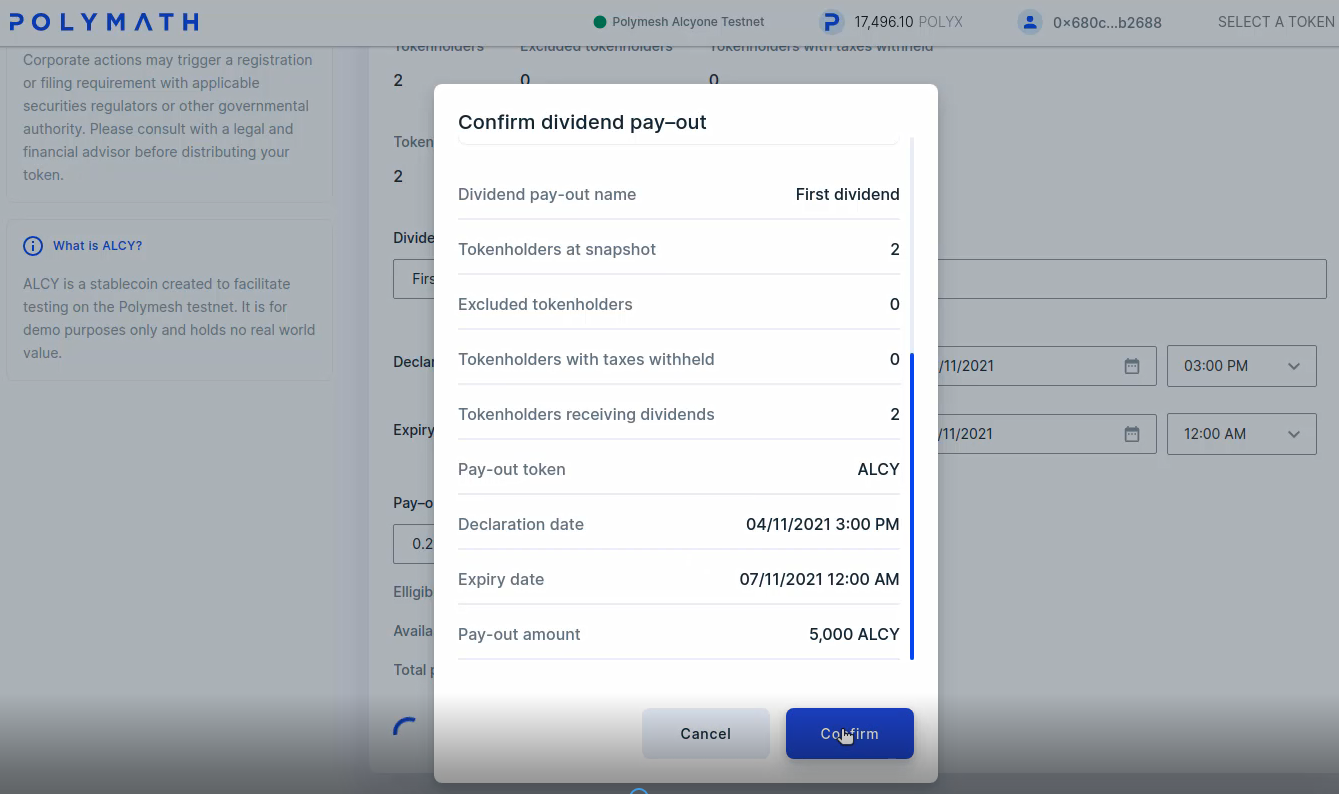 POLYMATH
Polymesh Alcyone Testnet
17,496.10 POLYX
0x680c...b2688
SELECT A TOKEN
Corporate actions may trigger a registration
or filing requirement with applicable
securities regulators or other governmental
authority. Please consult with a legal and
financial advisor before distributing your
token.
What is ALCY?
ALCY is a stablecoin created to facilitate
testing on the Polymesh testnet. It is for
demo purposes only and holds no real world
value.
Tokenholders
Excluded tokenholders
Tokenholders with taxes withheld
2
0
0
Token
2
Divide
Firs
Declar
/11/2021
03:00 PM
Expiry
/11/2021
12:00 AM
Pay–o
0.2
Elligib
Availa
Total p
Confirm dividend pay–out
Dividend pay-out name First dividend
Tokenholders at snapshot 2
Excluded tokenholders 0
Tokenholders with taxes withheld 0
Tokenholders receiving dividends 2
Pay-out token ALCY
Declaration date 04/11/2021 3:00 PM
Expiry date 07/11/2021 12:00 AM
Pay-out amount 5,000 ALCY
Cancel
Confirm